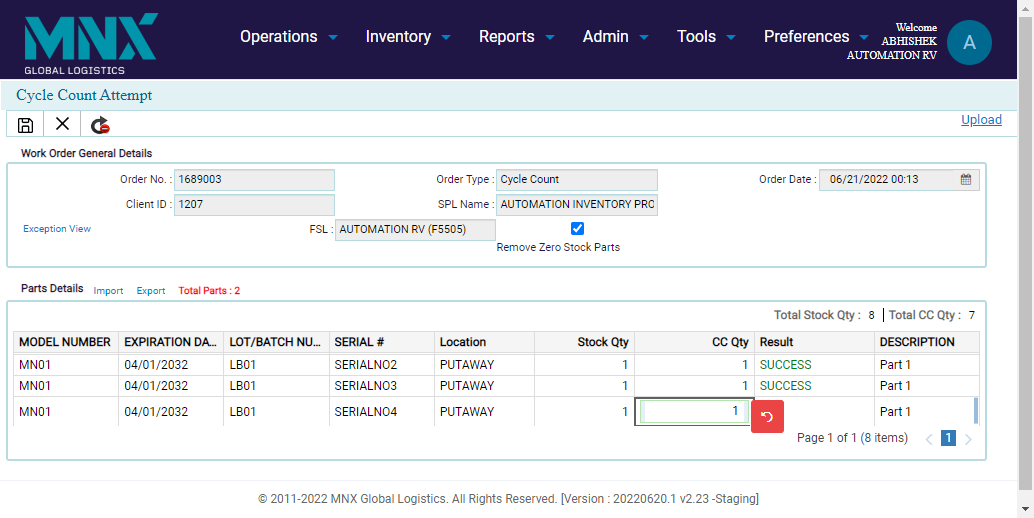 MNX
GLOBAL LOGISTICS
Operations Inventory Reports Admin Tools Preferences
Welcome
ABHISHEK
AUTOMATION RV
A
Cycle Count Attempt
Upload
Work Order General Details
Order No. : 1689003 Order Type : Cycle Count Order Date : 06/21/2022 00:13
Client ID : 1207 SPL Name : AUTOMATION INVENTORY PRO
Exception View FSL : AUTOMATION RV (F5505)
Remove Zero Stock Parts
Parts Details Import Export Total Parts : 2
Total Stock Qty : 8 Total CC Qty : 7
MODEL NUMBER EXPIRATION DA... LOT/BATCH NU... SERIAL # Location Stock Qty CC Qty Result DESCRIPTION
MN01 04/01/2032 LB01 SERIALNO2 PUTAWAY 1 1 SUCCESS Part 1
MN01 04/01/2032 LB01 SERIALNO3 PUTAWAY 1 1 SUCCESS Part 1
MN01 04/01/2032 LB01 SERIALNO4 PUTAWAY 1 1 Part 1
Page 1 of 1 (8 items) 1
© 2011-2022 MNX Global Logistics. All Rights Reserved. [Version : 20220620.1 v2.23 -Staging]